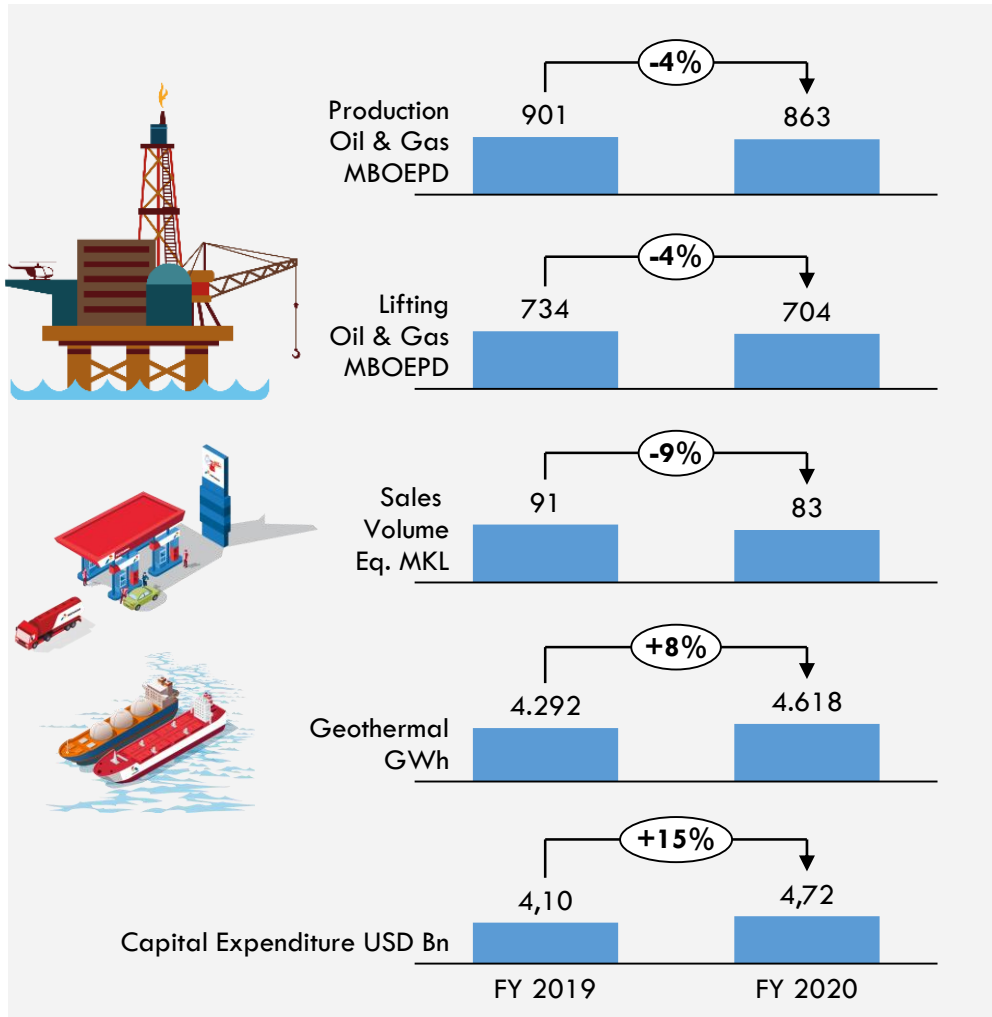 -4%
Production
Oil & Gas
MBOEPD
901
863
-4%
Lifting
Oil & Gas
MBOEPD
734
704
-9%
Sales
Volume
Eq. MKL
91
83
+8%
Geothermal
GWh
4.292
4.618
+15%
Capital Expenditure USD Bn
4,10
4,72
FY 2019
FY 2020